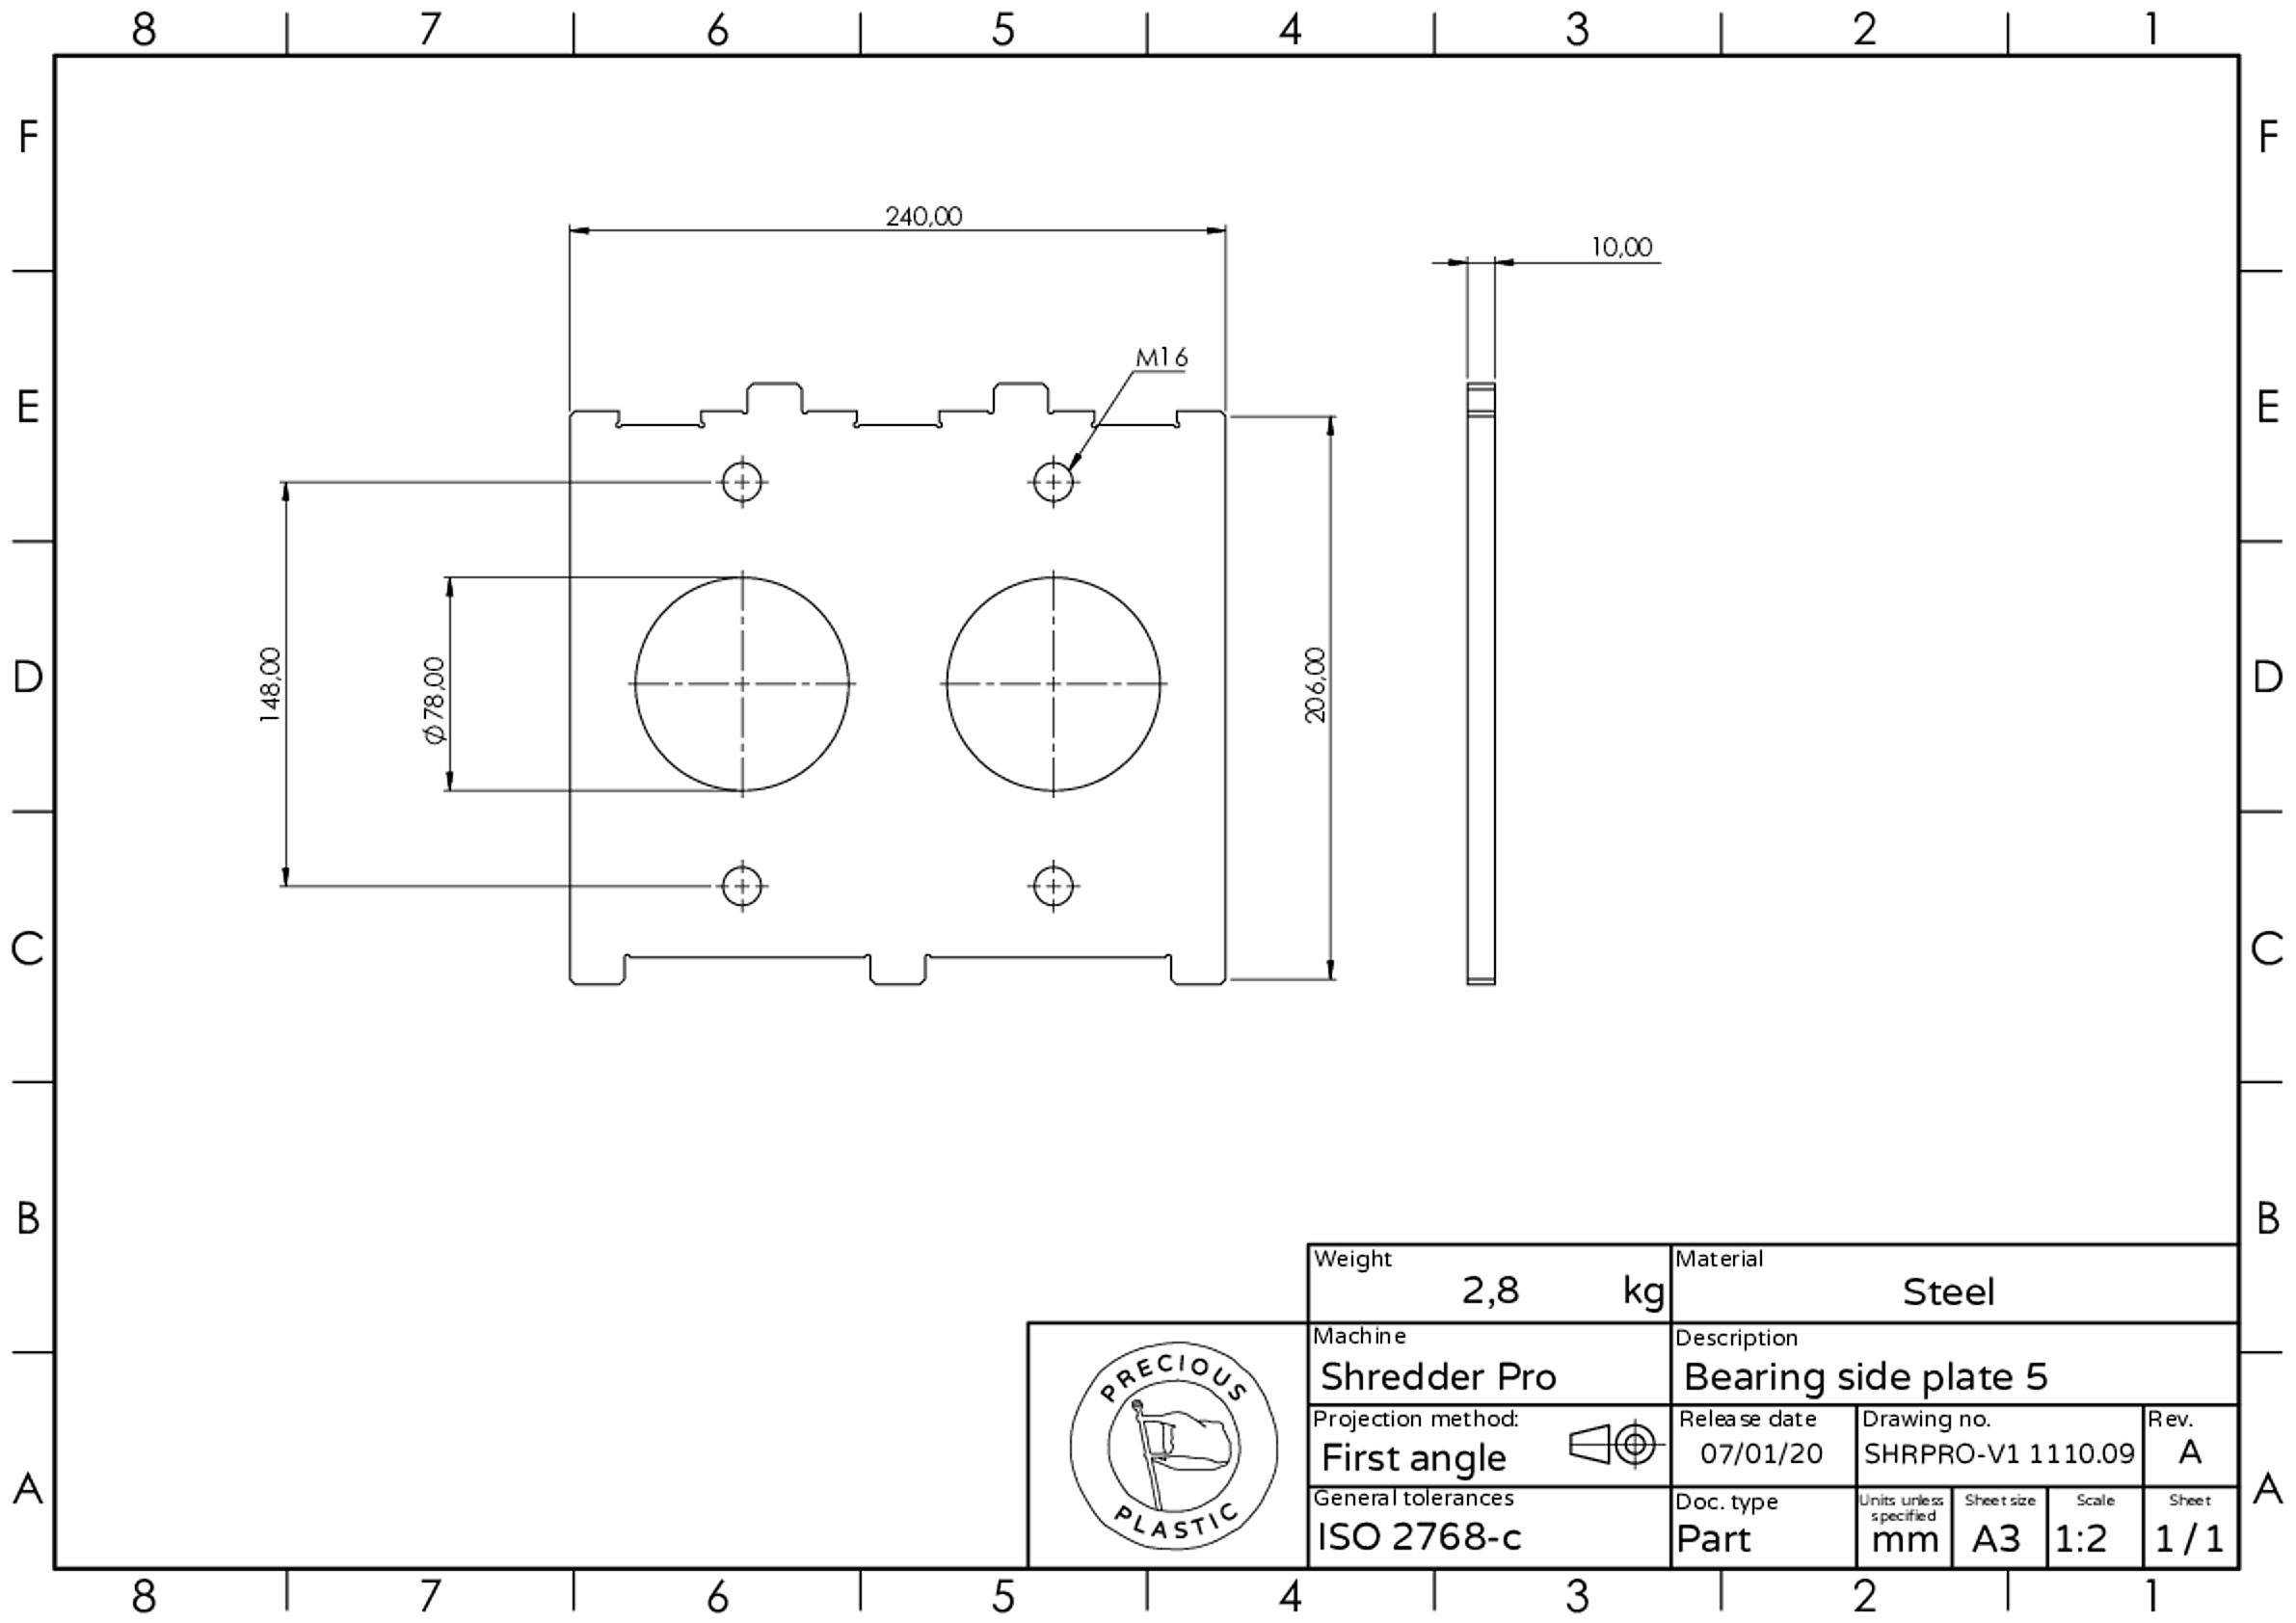 8 7 6 5 4 3 2 1
F F
240,00
10,00
M16
E E
D D
148,00
Ø78,00
206,00
C C
B B
Weight
2,8 kg
Material
Steel
Machine
Shredder Pro
Description
Bearing side plate 5
PRECIOUS
PLASTIC
Projection method:
First angle
Release date
07/01/20
Drawing no.
SHRPRO-V1 1110.09
Rev.
A
A A
General tolerances
ISO 2768-c
Doc. type
Part
Units unless
specified
mm
Sheet size
A3
Scale
1:2
Sheet
1 / 1
8 7 6 5 4 3 2 1